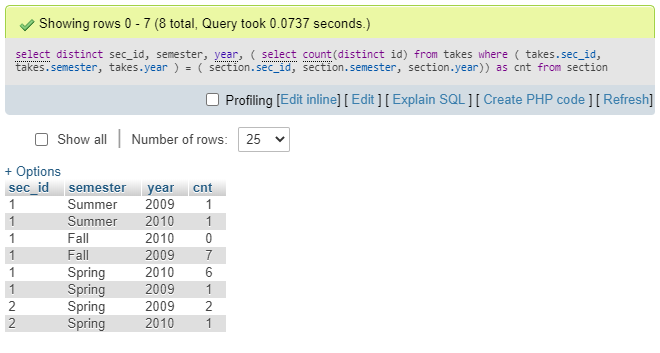 Showing rows 0 - 7 (8 total, Query took 0.0737 seconds.)
select distinct sec_id, semester, year, ( select count(distinct id) from takes where ( takes.sec_id,
takes.semester, takes.year ) = ( section.sec_id, section.semester, section.year)) as cnt from section
Profiling [Edit inline] [ Edit ] [ Explain SQL ] [ Create PHP code ] [ Refresh]
Show all | Number of rows: 25
+ Options
sec_id semester year cnt
1 Summer 2009 1
1 Summer 2010 1
1 Fall 2010 0
1 Fall 2009 7
1 Spring 2010 6
1 Spring 2009 1
2 Spring 2009 2
2 Spring 2010 1